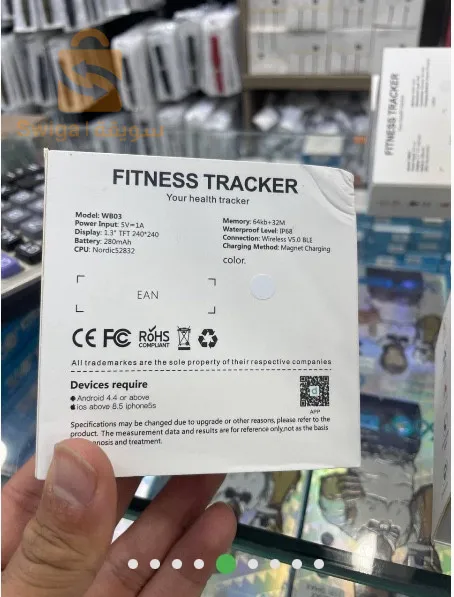 FITNESS TRACKER
FITNESS TRACKER
Your health tracker
Model: WB03
Power Input: 5V=1A
Display: 1.3" TFT 240*240
Battery: 280mAh
CPU: Nordic52832
Memory: 64kb+32M
Waterproof Level: IP68
Connection: Wireless V5.0 BLE
Charging Method: Magnet Charging
color.
EAN
CE FC RoHS
COMPLIANT
All trademarkes are the sole property of their respective companies
Devices require
Android 4.4 or above
ios above 8.5 iphone5s
APP
Specifications may be changed due to upgrade or other reasons, please refer to the
product. The measurement data and results are for reference only,not as the basis
and treatment.